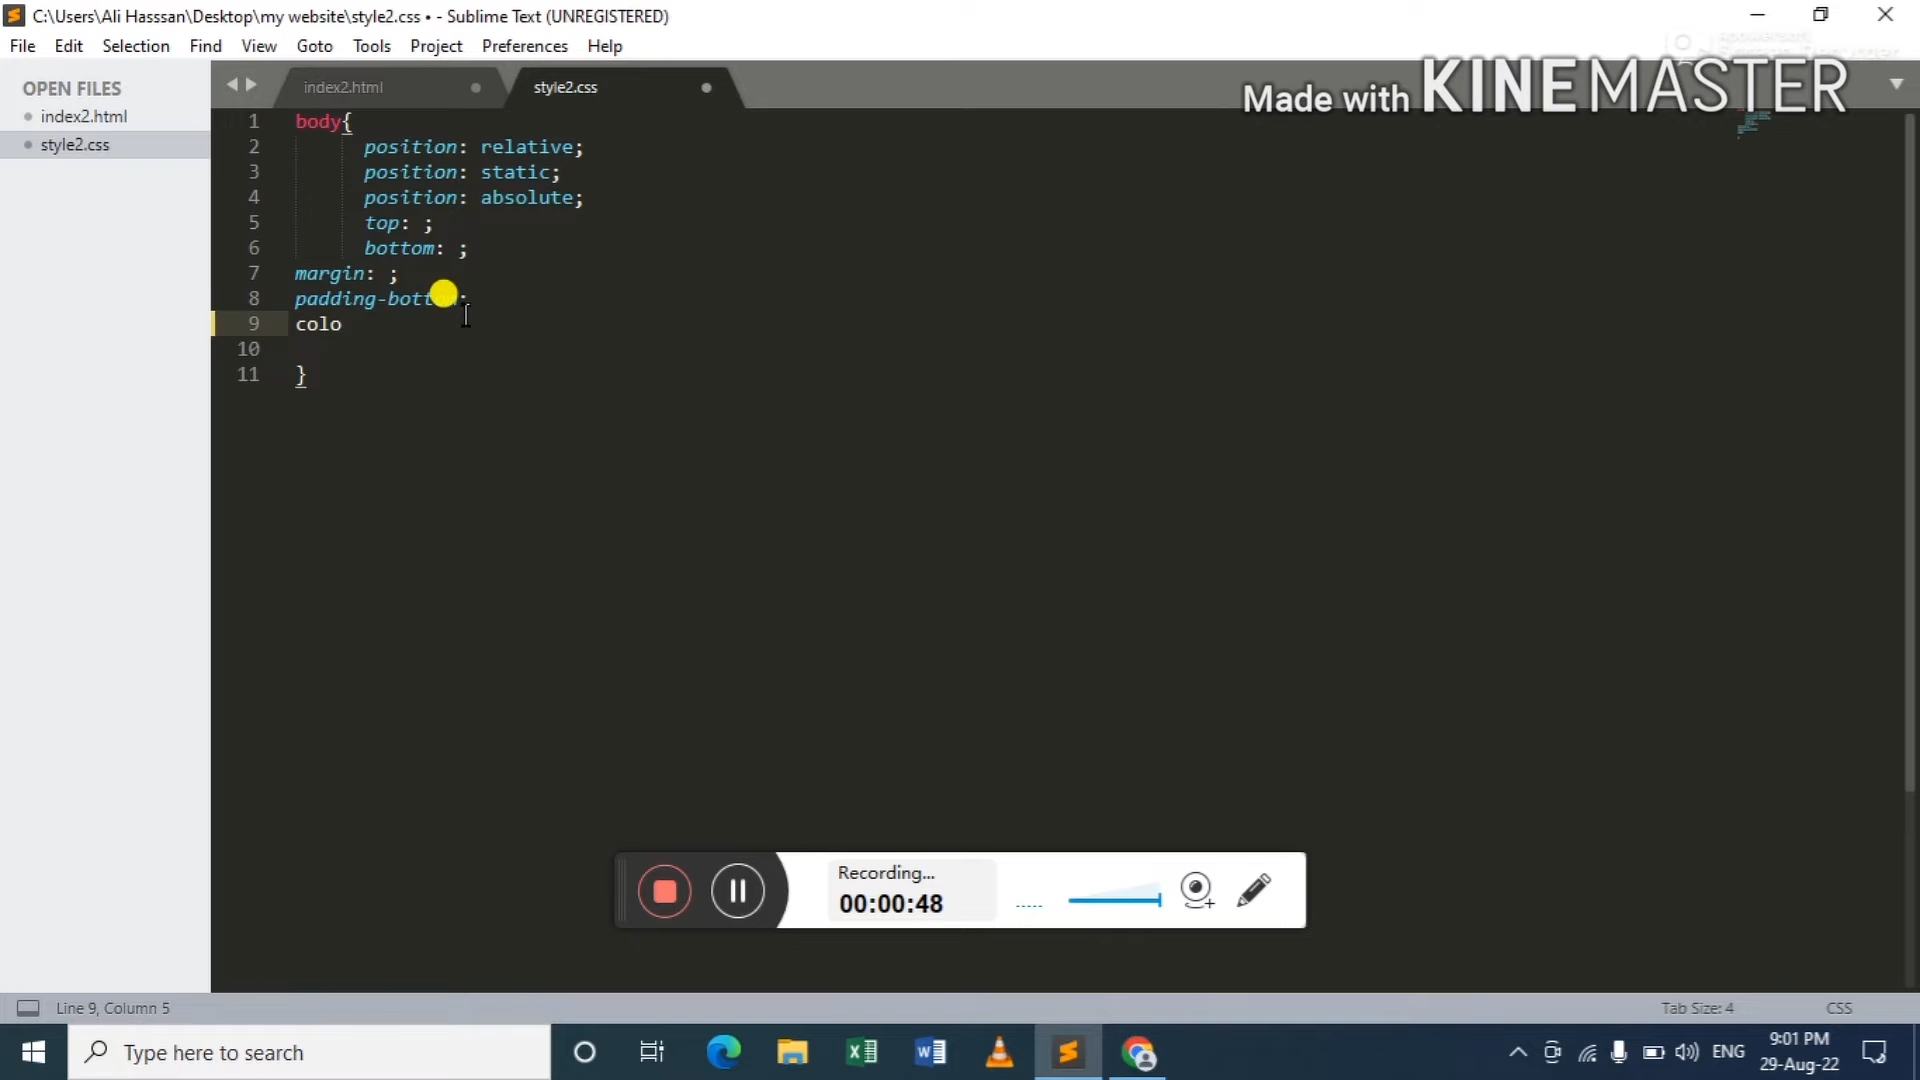 C:\Users\Ali Hasssan\Desktop\my website\style2.css • - Sublime Text (UNREGISTERED)
File Edit Selection Find View Goto Tools Project Preferences Help
Made with KINEMASTER
OPEN FILES
index2.html
style2.css
index2.html
style2.css
1 body{
2 position: relative;
3 position: static;
4 position: absolute;
5 top: ;
6 bottom: ;
7 margin: ;
8 padding-bott
9 colo
10
11 }
Recording...
00:00:48
Line 9, Column 5
Tab Size: 4
CSS
Type here to search
ENG
9:01 PM
29-Aug-22